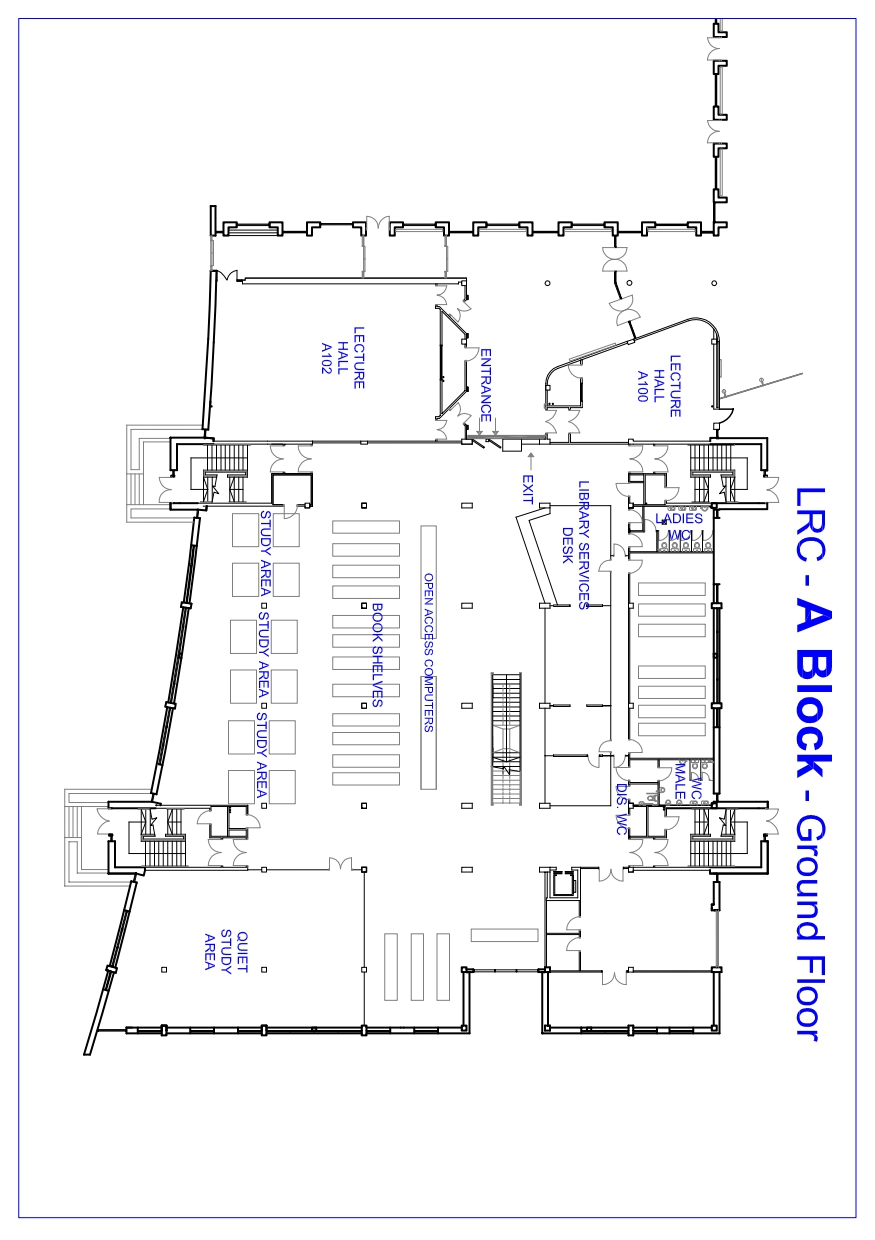 LRC - A Block - Ground Floor
LECTURE
HALL
A100
LECTURE
HALL
A102
ENTRANCE
EXIT
LIBRARY SERVICES
DESK
LADIES
WC
STUDY AREA
STUDY AREA
STUDY AREA
BOOK SHELVES
OPEN ACCESS COMPUTERS
MALE
WC
DIS. WC
QUIET
STUDY
AREA